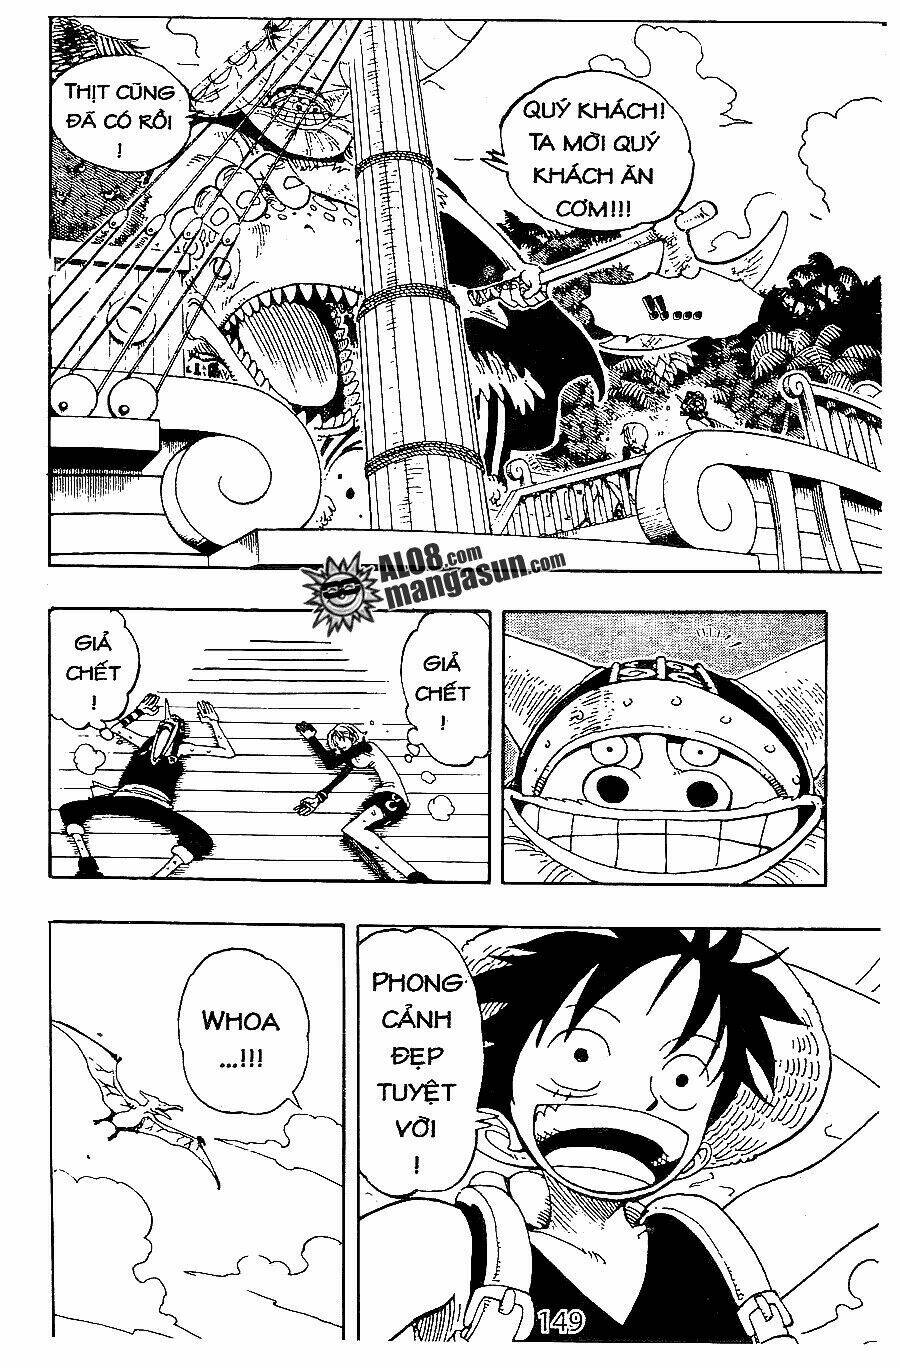 THỊT CŨNG
ĐÃ CÓ RỒI
!
QUÝ KHÁCH!
TA MỜI QUÝ
KHÁCH ĂN
CƠM!!!
!!...
ALO8.com
mangasun.com
GIẢ
CHẾT
!
GIẢ
CHẾT
!
WHOA
...!!!
PHONG
CẢNH
ĐẸP
TUYỆT
VỜI
!
149